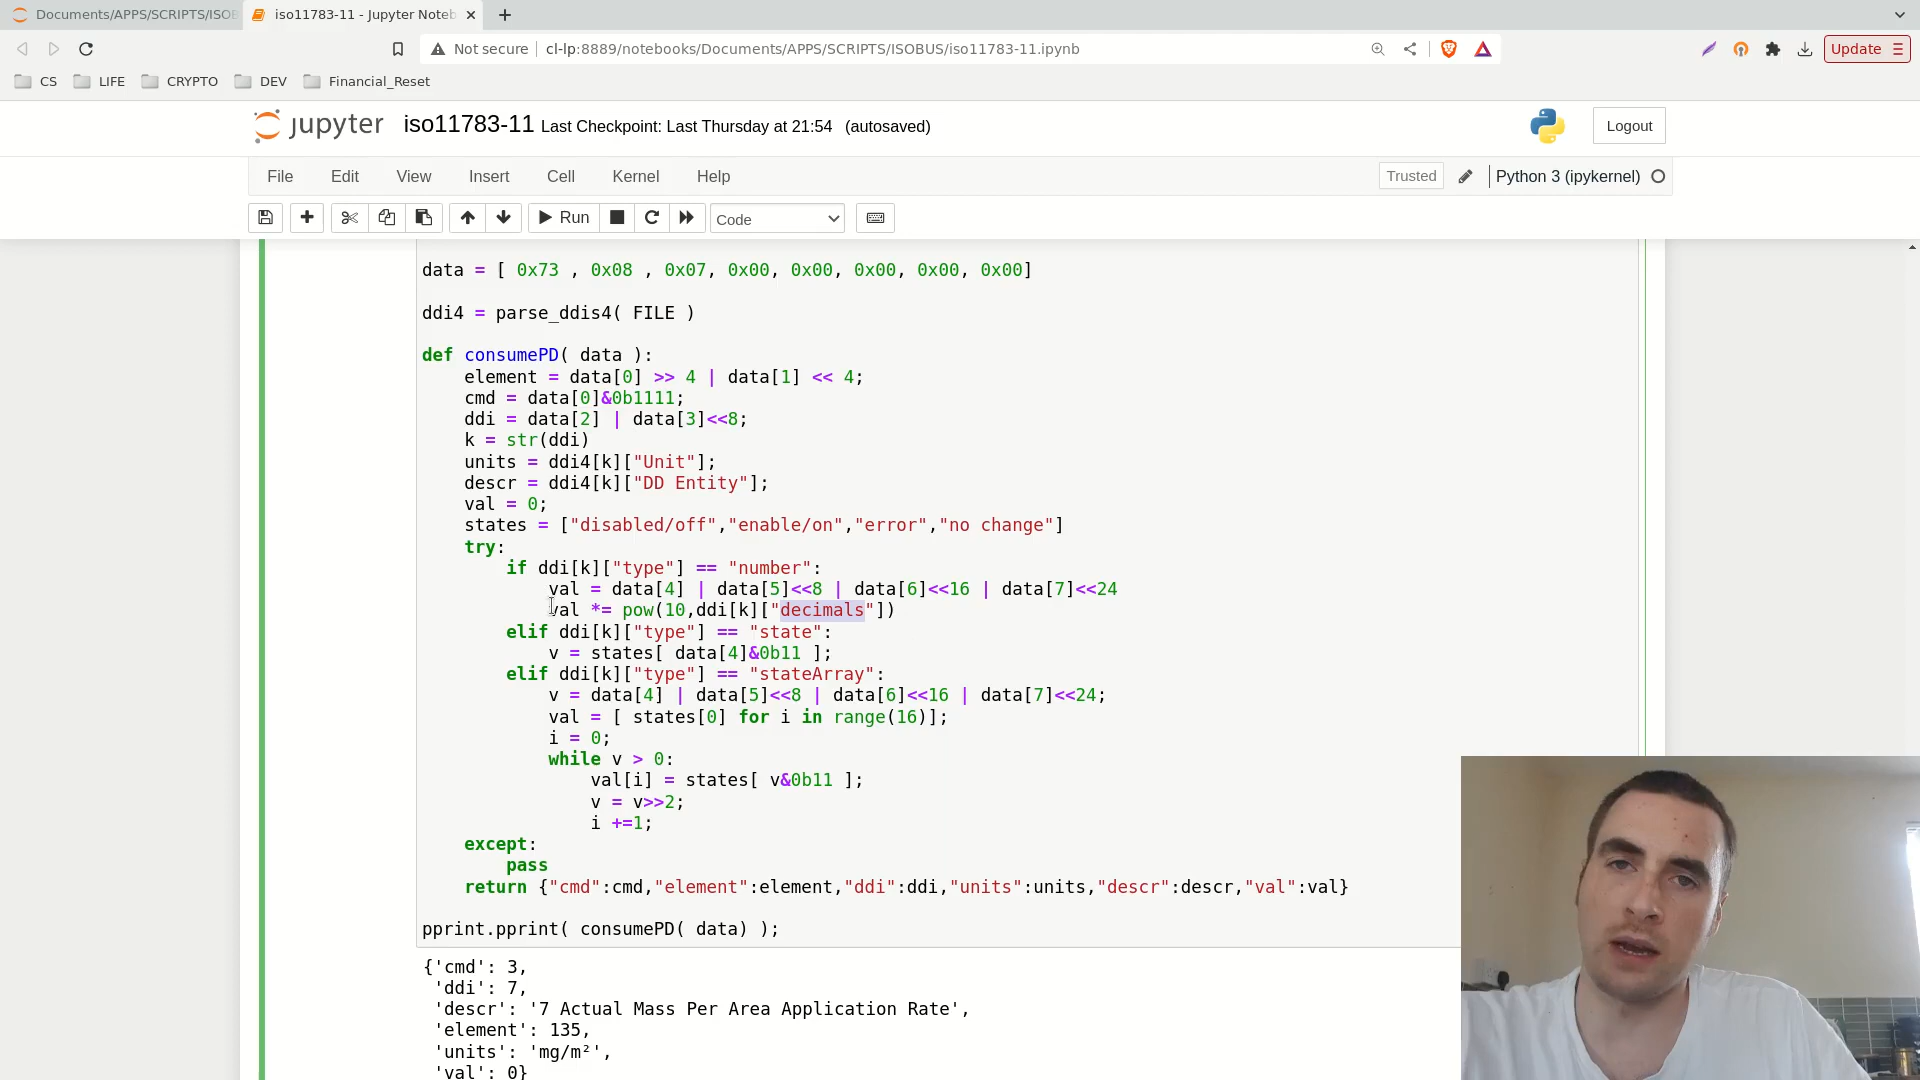 Documents/APPS/SCRIPTS/ISOB
iso11783-11 - Jupyter Noteb
Not secure
cl-lp:8889/notebooks/Documents/APPS/SCRIPTS/ISOBUS/iso11783-11.ipynb
Update
CS LIFE CRYPTO DEV Financial_Reset
jupyter iso11783-11 Last Checkpoint: Last Thursday at 21:54 (autosaved)
Logout
File Edit View Insert Cell Kernel Help
Trusted
Python 3 (ipykernel)
Run
Code
data = [ 0x73 , 0x08 , 0x07, 0x00, 0x00, 0x00, 0x00, 0x00]
ddi4 = parse_ddis4( FILE )
def consumePD( data ):
element = data[0] >> 4 | data[1] << 4;
cmd = data[0]&0b1111;
ddi = data[2] | data[3]<<8;
k = str(ddi)
units = ddi4[k]["Unit"];
descr = ddi4[k]["DD Entity"];
val = 0;
states = ["disabled/off","enable/on","error","no change"]
try:
if ddi[k]["type"] == "number":
val = data[4] | data[5]<<8 | data[6]<<16 | data[7]<<24
val *= pow(10,ddi[k]["decimals"])
elif ddi[k]["type"] == "state":
v = states[ data[4]&0b11 ];
elif ddi[k]["type"] == "stateArray":
v = data[4] | data[5]<<8 | data[6]<<16 | data[7]<<24;
val = [ states[0] for i in range(16)];
i = 0;
while v > 0:
val[i] = states[ v&0b11 ];
v = v>>2;
i +=1;
except:
pass
return {"cmd":cmd,"element":element,"ddi":ddi,"units":units,"descr":descr,"val":val}
pprint.pprint( consumePD( data) );
{'cmd': 3,
'ddi': 7,
'descr': '7 Actual Mass Per Area Application Rate',
'element': 135,
'units': 'mg/m²',
'val': 0}